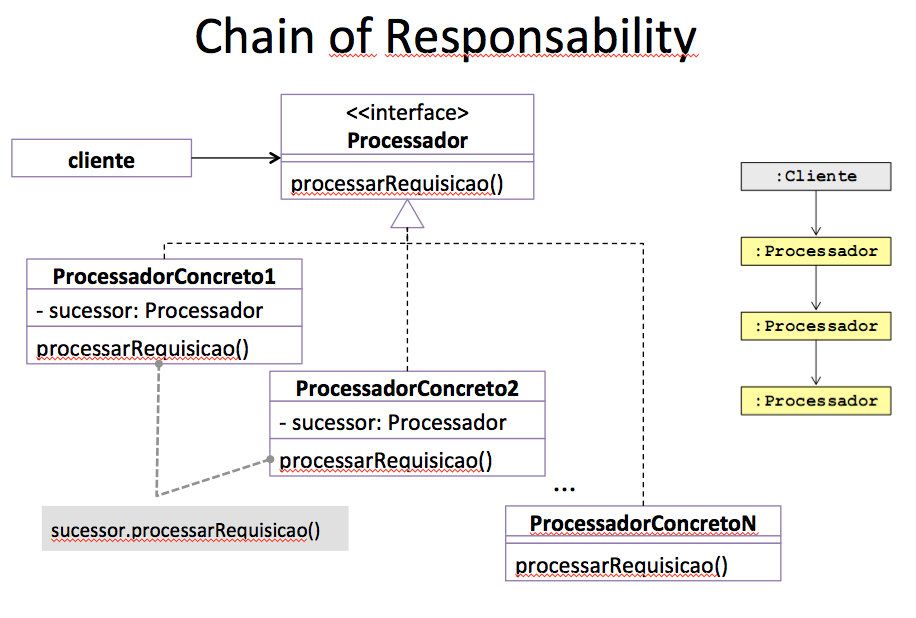 Chain of Responsability
<<interface>
Processador
processarRequisicao()
cliente
ProcessadorConcreto1
- sucessor: Processador
processarRequisicao()
ProcessadorConcreto2
- sucessor: Processador
processarRequisicao()
...
ProcessadorConcretoN
processarRequisicao()
sucessor.processarRequisicao()
:Cliente
:Processador
:Processador
:Processador